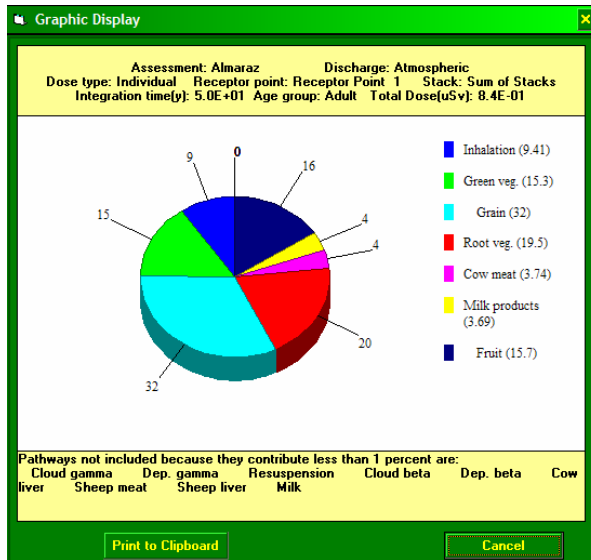 Graphic Display
Assessment: Almaraz Discharge: Atmospheric
Dose type: Individual Receptor point: Receptor Point 1 Stack: Sum of Stacks
Integration time(y): 5.0E+01 Age group: Adult Total Dose(uSv): 8.4E-01
0
9
16
15
4
4
20
32
Inhalation (9.41)
Green veg. (15.3)
Grain (32)
Root veg. (19.5)
Cow meat (3.74)
Milk products
(3.69)
Fruit (15.7)
Pathways not included because they contribute less than 1 percent are:
Cloud gamma Dep. gamma Resuspension Cloud beta Dep. beta Cow
liver Sheep meat Sheep liver Milk
Print to Clipboard
Cancel